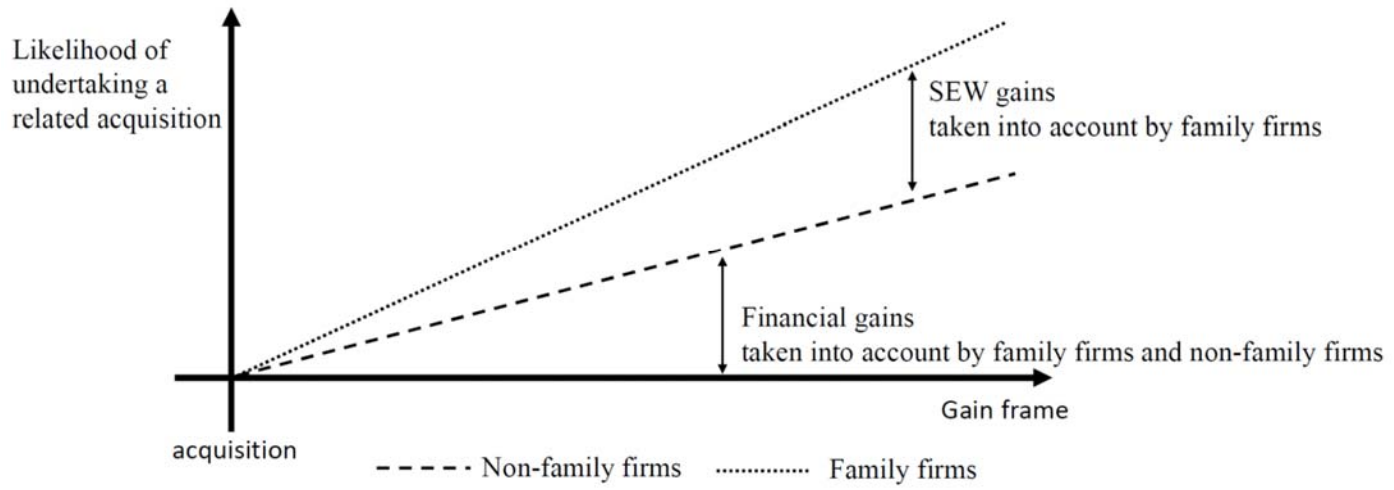 Likelihood of
undertaking a
related acquisition
SEW gains
taken into account by family firms
Financial gains
taken into account by family firms and non-family firms
Gain frame
acquisition
Non-family firms
Family firms